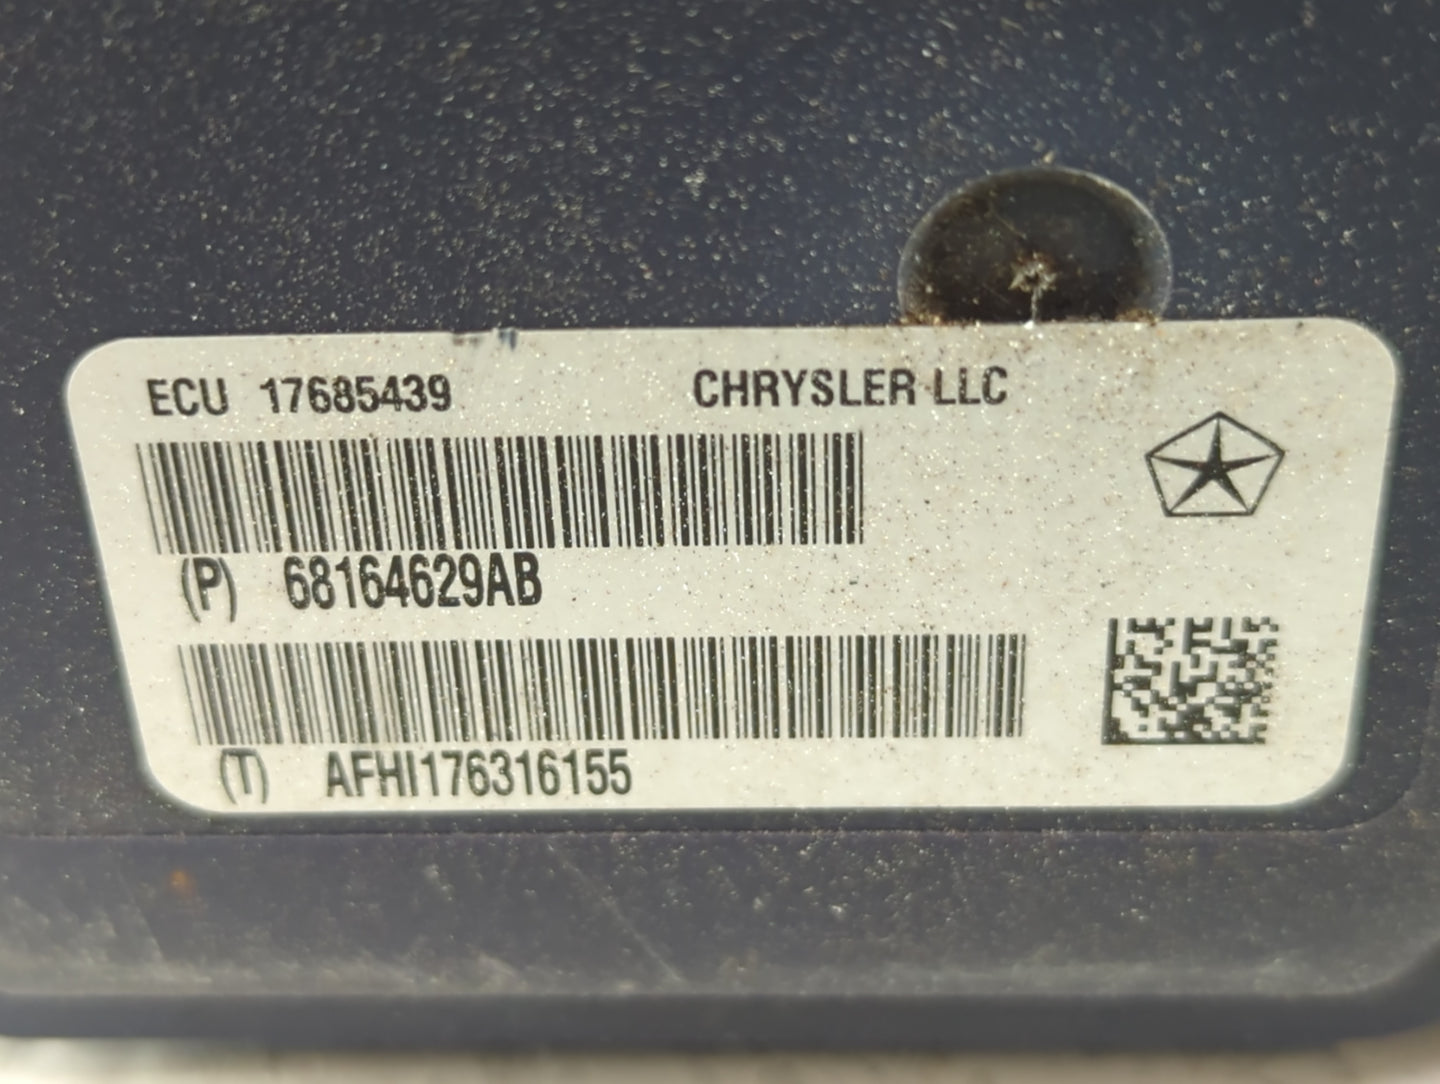 ECU 17685439 CHRYSLER LLC
(P) 68164629AB
(T) AFHI176316155